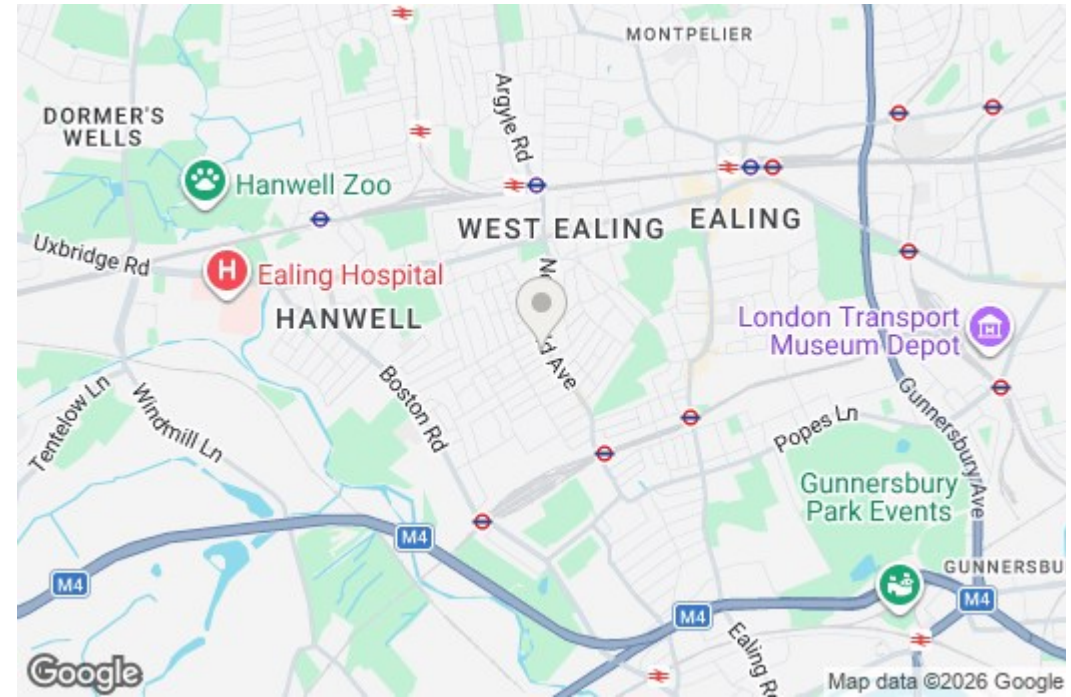 MONTPELIER
DORMER'S
WELLS
Argyle Rd
Hanwell Zoo
WEST EALING
EALING
Uxbridge Rd
H
Ealing Hospital
HANWELL
London Transport
Museum Depot
Boston Rd
Tentelow Ln
Windmill Ln
Popes Ln
Gunnersbury Ave
Gunnersbury
Park Events
M4
M4
M4
M4
GUNNERSBU
Ealing Rd
Google
Map data ©2026 Google